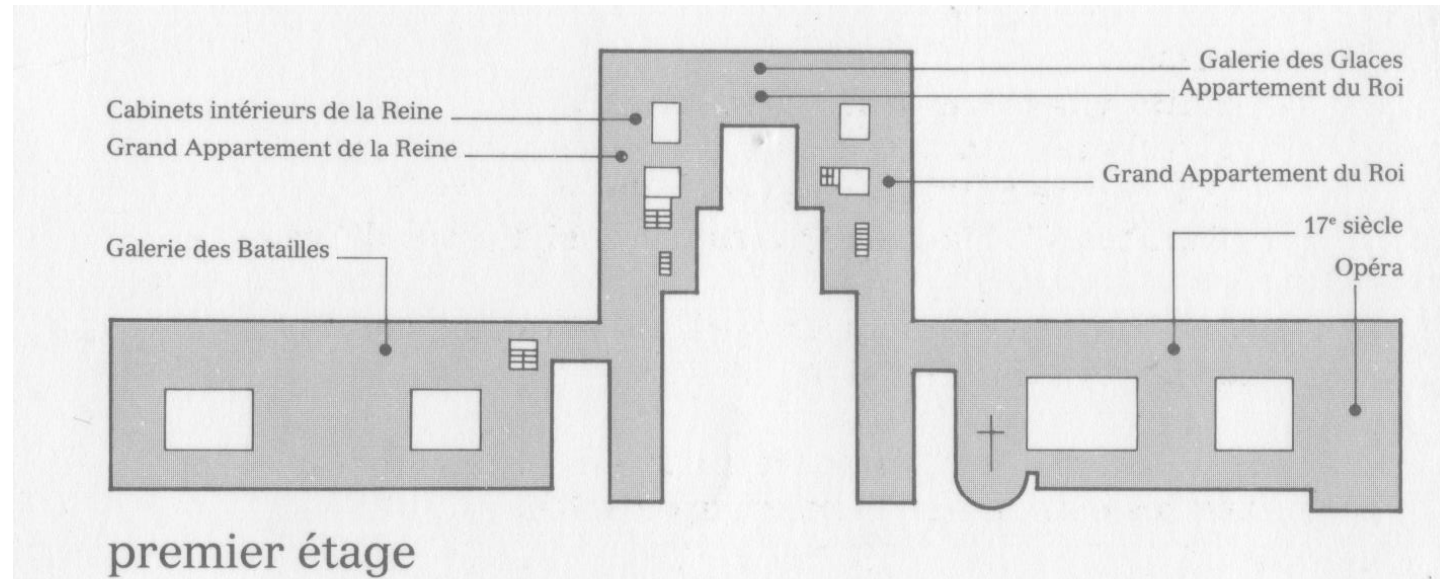 Galerie des Glaces
Appartement du Roi
Cabinets intérieurs de la Reine
Grand Appartement de la Reine
Grand Appartement du Roi
17e siècle
Galerie des Batailles
Opéra
premier étage